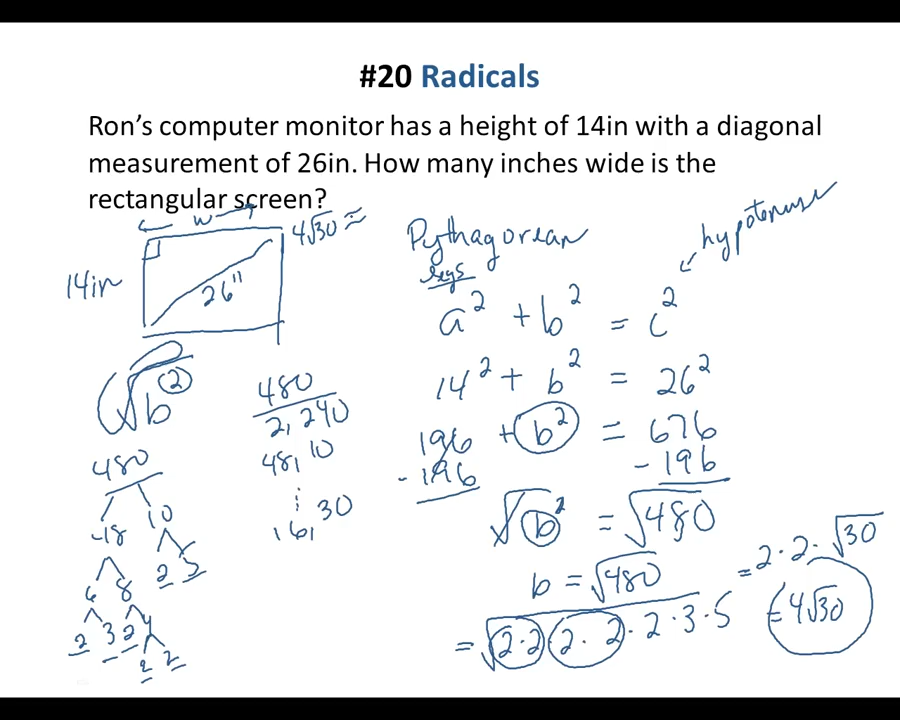 #20 Radicals
Ron's computer monitor has a height of 14in with a diagonal
measurement of 26in. How many inches wide is the
rectangular screen?
w
4√30 ≈
14in
26"
Pythagorean
hypotenuse
legs
a² + b² = c²
14² + b² = 26²
196 + b² = 676
- 196 - 196
√b² = √480
b = √480
= √2·2 2·2·2·3·5
= 2·2·√30
= 4√30
√b²
480
2, 240
48, 10
⋮
16, 30
480
48 10
6 8 2 5
2 3 2 4
2 2